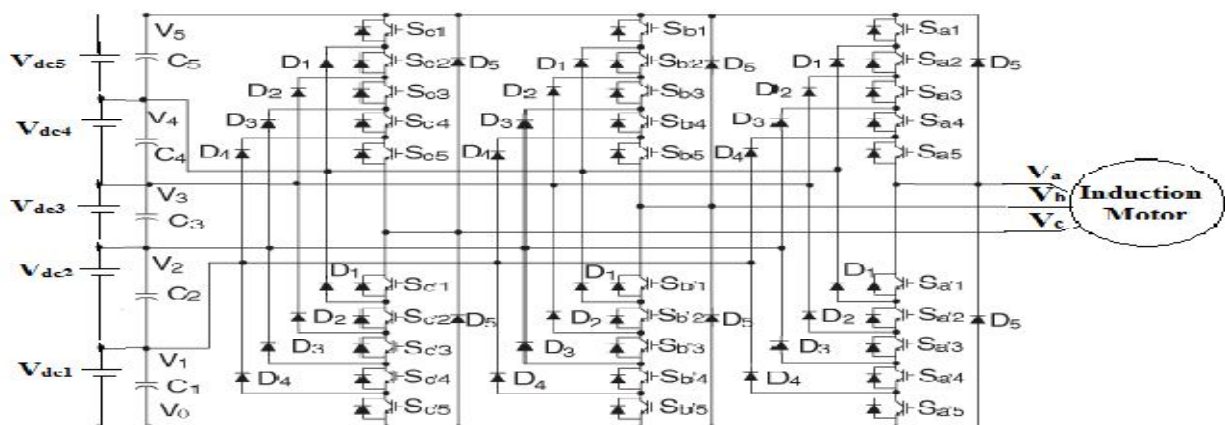 V5 Sc1 Sb1 Sa1
Vdc5 C5 D1 Sc2 D5 D1 Sb2 D5 D1 Sa2 D5
D2 Sc3 D2 Sb3 D2 Sa3
Vdc4 V4 D3 Sc4 D3 Sb4 D3 Sa4
C4 D4 Sc5 D4 Sb5 D4 Sa5
Va
Vdc3 V3 Vb Induction
C3 Vc Motor
Vdc2 V2 D1 Sc'1 D1 Sb'1 D1 Sa'1
C2 D2 Sc'2 D5 D2 Sb'2 D5 D2 Sa'2 D5
D3 Sc'3 D3 Sb'3 D3 Sa'3
Vdc1 V1 D4 Sc'4 D4 Sb'4 D4 Sa'4
C1
V0 Sc'5 Sb'5 Sa'5